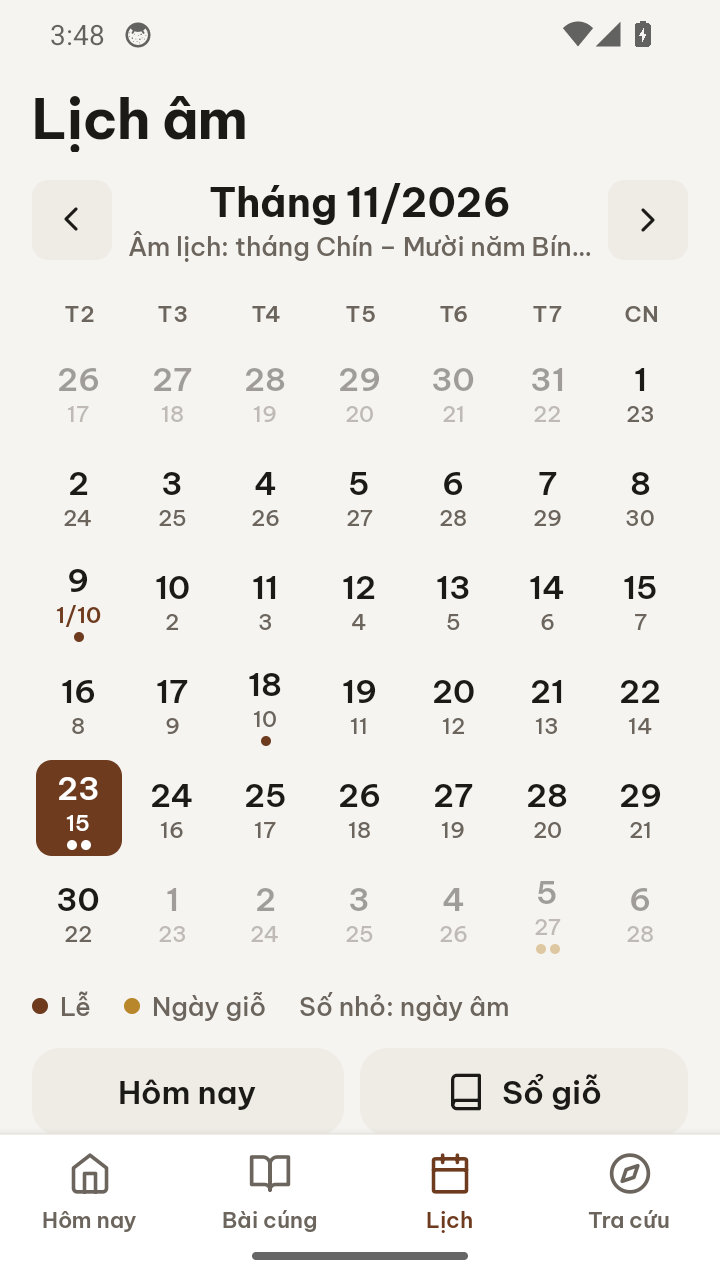 3:48
Lịch âm
Tháng 11/2026
Âm lịch: tháng Chín – Mười năm Bín...
T2 T3 T4 T5 T6 T7 CN
26 27 28 29 30 31 1
17 18 19 20 21 22 23
2 3 4 5 6 7 8
24 25 26 27 28 29 30
9 10 11 12 13 14 15
1/10 2 3 4 5 6 7
16 17 18 19 20 21 22
8 9 10 11 12 13 14
23 24 25 26 27 28 29
15 16 17 18 19 20 21
30 1 2 3 4 5 6
22 23 24 25 26 27 28
Lễ Ngày giỗ Số nhỏ: ngày âm
Hôm nay Sổ giỗ
Hôm nay Bài cúng Lịch Tra cứu